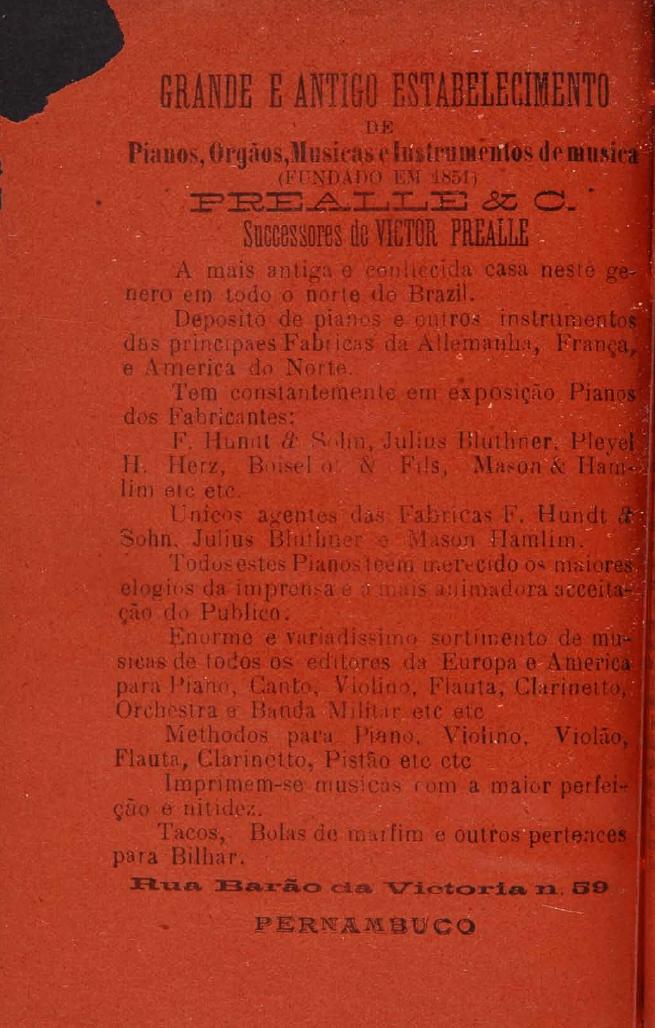 GRANDE E ANTIGO ESTABELECIMENTO
DE
Pianos, Orgãos, Musicas e Instrumentos de musica
(FUNDADO EM 1851)
PREALLE & C.
Successores de VICTOR PREALLE
A mais antiga e conhecida casa neste ge-
nero em todo o norte do Brazil.
Deposito de pianos e outros instrumentos
das principaes Fabricas da Allemanha, França,
e America do Norte.
Tem constantemente em exposição Pianos
dos Fabricantes:
F. Hundt & Sohn, Julius Bluthner, Pleyel
H. Herz, & Fils, Mason & Ham-
lim etc etc.
Unicos agentes das Fabricas F. Hundt &
Sohn, Julius Bluthner e Mason Hamlim.
Todos estes Pianos teem merecido os maiores
elogios da imprensa e a mais animadora acceita-
ção do Publico.
Enorme e variadissimo sortimento de mu-
sicas de todos os editores da Europa e America
para Piano, Canto, Violino, Flauta, Clarinetto,
Orchestra e Banda Militar etc etc
Methodos para Piano, Violino, Violão,
Flauta, Clarinetto, Pistão etc etc
Imprimem-se musicas com a maior perfei-
ção e nitidez.
Tacos, Bolas de marfim e outros pertences
para Bilhar.
Rua Barão da Victoria n. 59
PERNAMBUCO